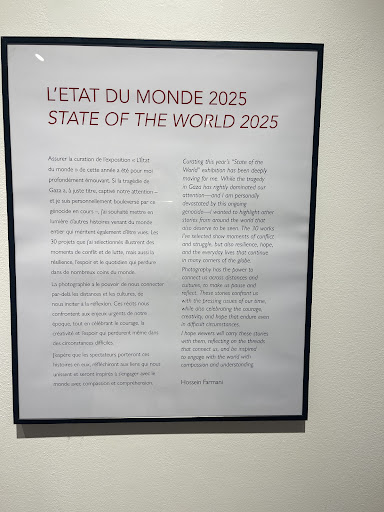 L'ETAT DU MONDE 2025
STATE OF THE WORLD 2025
Assurer la curation de l'exposition « L'État
du monde » de cette année a été pour moi
profondément émouvant. Si la tragédie de
Gaza a, à juste titre, captivé notre attention –
et je suis personnellement bouleversé par ce
génocide en cours –, j'ai souhaité mettre en
lumière d'autres histoires venant du monde
entier qui méritent également d'être vues. Les
30 projets que j'ai sélectionnés illustrent des
moments de conflit et de lutte, mais aussi la
résilience, l'espoir et le quotidien qui perdure
dans de nombreux coins du monde.
La photographie a le pouvoir de nous connecter
par-delà les distances et les cultures, de
nous inviter à la réflexion. Ces récits nous
confrontent aux enjeux urgents de notre
époque, tout en célébrant le courage, la
créativité et l'espoir qui perdurent même dans
des circonstances difficiles.
J'espère que les spectateurs porteront ces
histoires en eux, réfléchiront aux liens qui nous
unissent et seront inspirés à s'engager avec le
monde avec compassion et compréhension.
Curating this year's "State of the
World" exhibition has been deeply
moving for me. While the tragedy
in Gaza has rightly dominated our
attention—and I am personally
devastated by this ongoing
genocide—I wanted to highlight other
stories from around the world that
also deserve to be seen. The 30 works
I've selected show moments of conflict
and struggle, but also resilience, hope,
and the everyday lives that continue
in many corners of the globe.
Photography has the power to
connect us across distances and
cultures, to make us pause and
reflect. These stories confront us
with the pressing issues of our time,
while also celebrating the courage,
creativity, and hope that endure even
in difficult circumstances.
I hope viewers will carry these stories
with them, reflecting on the threads
that connect us, and be inspired
to engage with the world with
compassion and understanding.
Hossein Farmani